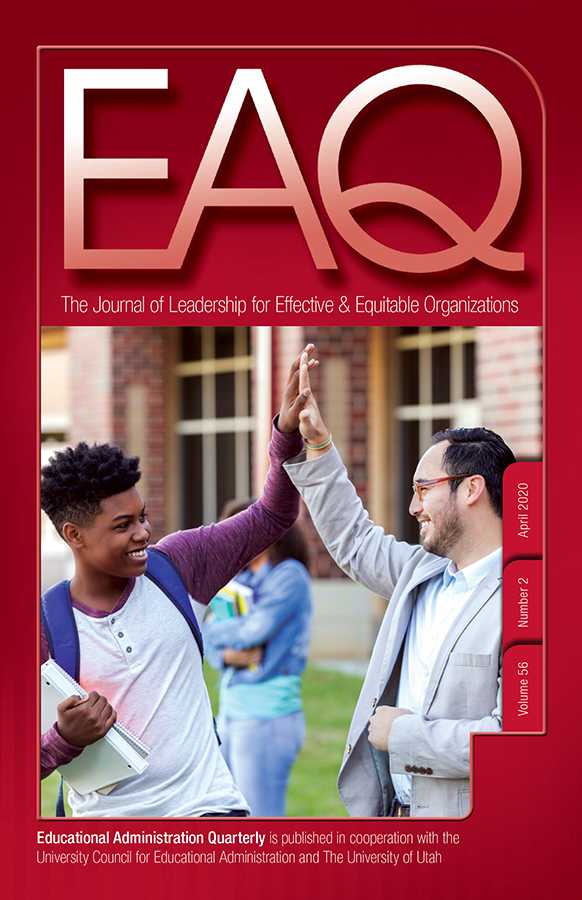 EAQ
The Journal of Leadership for Effective & Equitable Organizations
April 2020
Number 2
Volume 56
Educational Administration Quarterly is published in cooperation with the
University Council for Educational Administration and The University of Utah